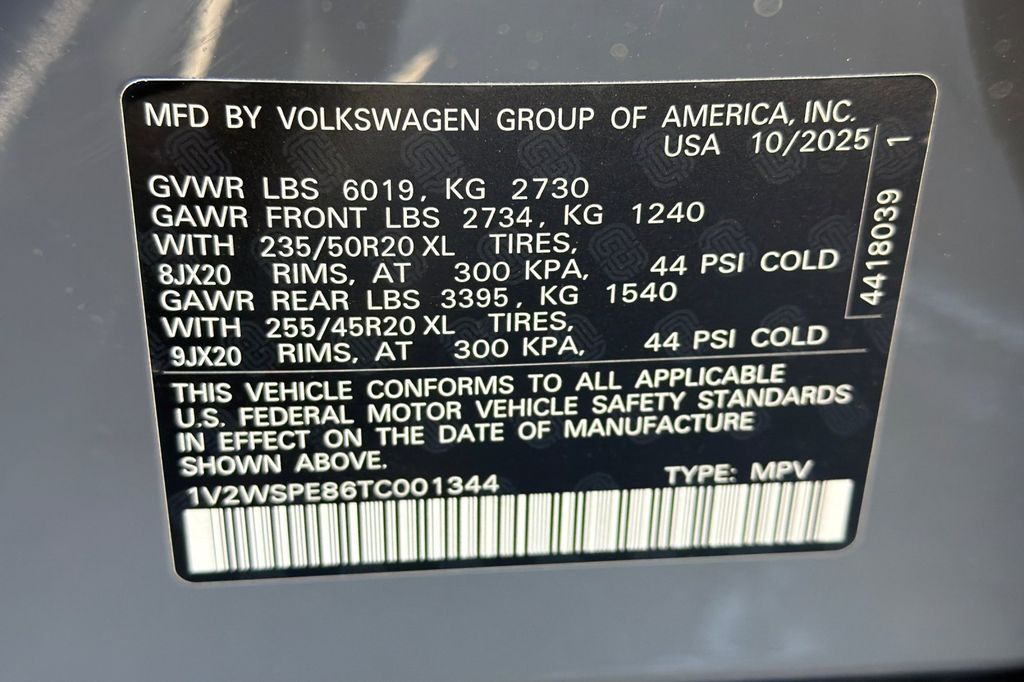 MFD BY VOLKSWAGEN GROUP OF AMERICA, INC.
USA 10/2025
GVWR LBS 6019, KG 2730
GAWR FRONT LBS 2734, KG 1240
WITH 235/50R20 XL TIRES,
8JX20 RIMS, AT 300 KPA, 44 PSI COLD
GAWR REAR LBS 3395, KG 1540
WITH 255/45R20 XL TIRES,
9JX20 RIMS, AT 300 KPA, 44 PSI COLD
4418039 1
THIS VEHICLE CONFORMS TO ALL APPLICABLE
U.S. FEDERAL MOTOR VEHICLE SAFETY STANDARDS
IN EFFECT ON THE DATE OF MANUFACTURE
SHOWN ABOVE.
1V2WSPE86TC001344 TYPE: MPV